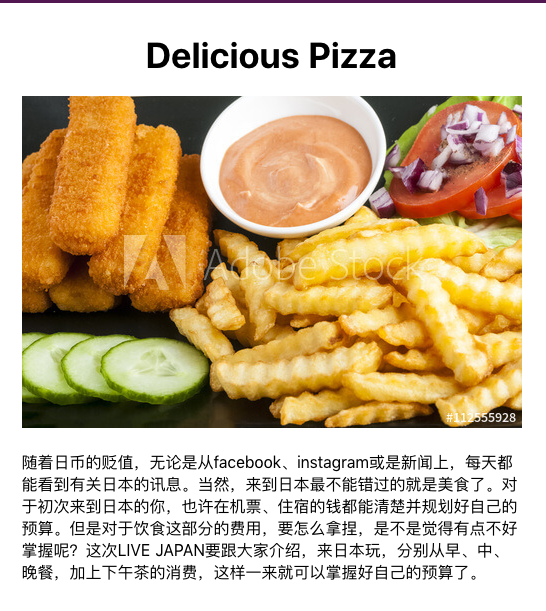 Delicious Pizza
Adobe Stock
#112555928
随着日币的贬值，无论是从facebook、instagram或是新闻上，每天都
能看到有关日本的讯息。当然，来到日本最不能错过的就是美食了。对
于初次来到日本的你，也许在机票、住宿的钱都能清楚并规划好自己的
预算。但是对于饮食这部分的费用，要怎么拿捏，是不是觉得有点不好
掌握呢？这次LIVE JAPAN要跟大家介绍，来日本玩，分别从早、中、
晚餐，加上下午茶的消费，这样一来就可以掌握好自己的预算了。